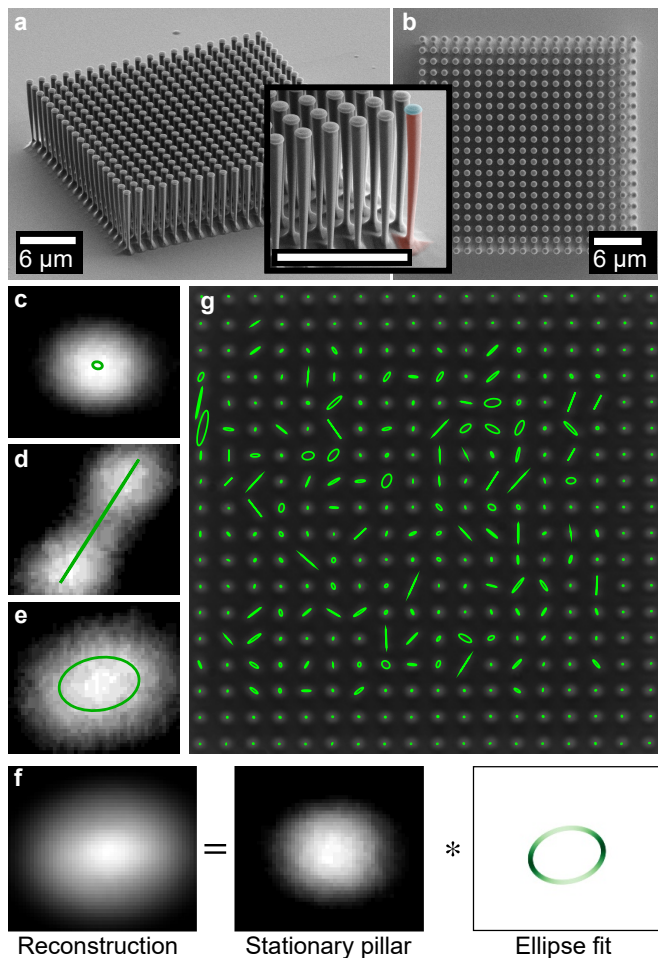 a
b
6 μm
6 μm
c
g
d
e
f
=
*
Reconstruction
Stationary pillar
Ellipse fit